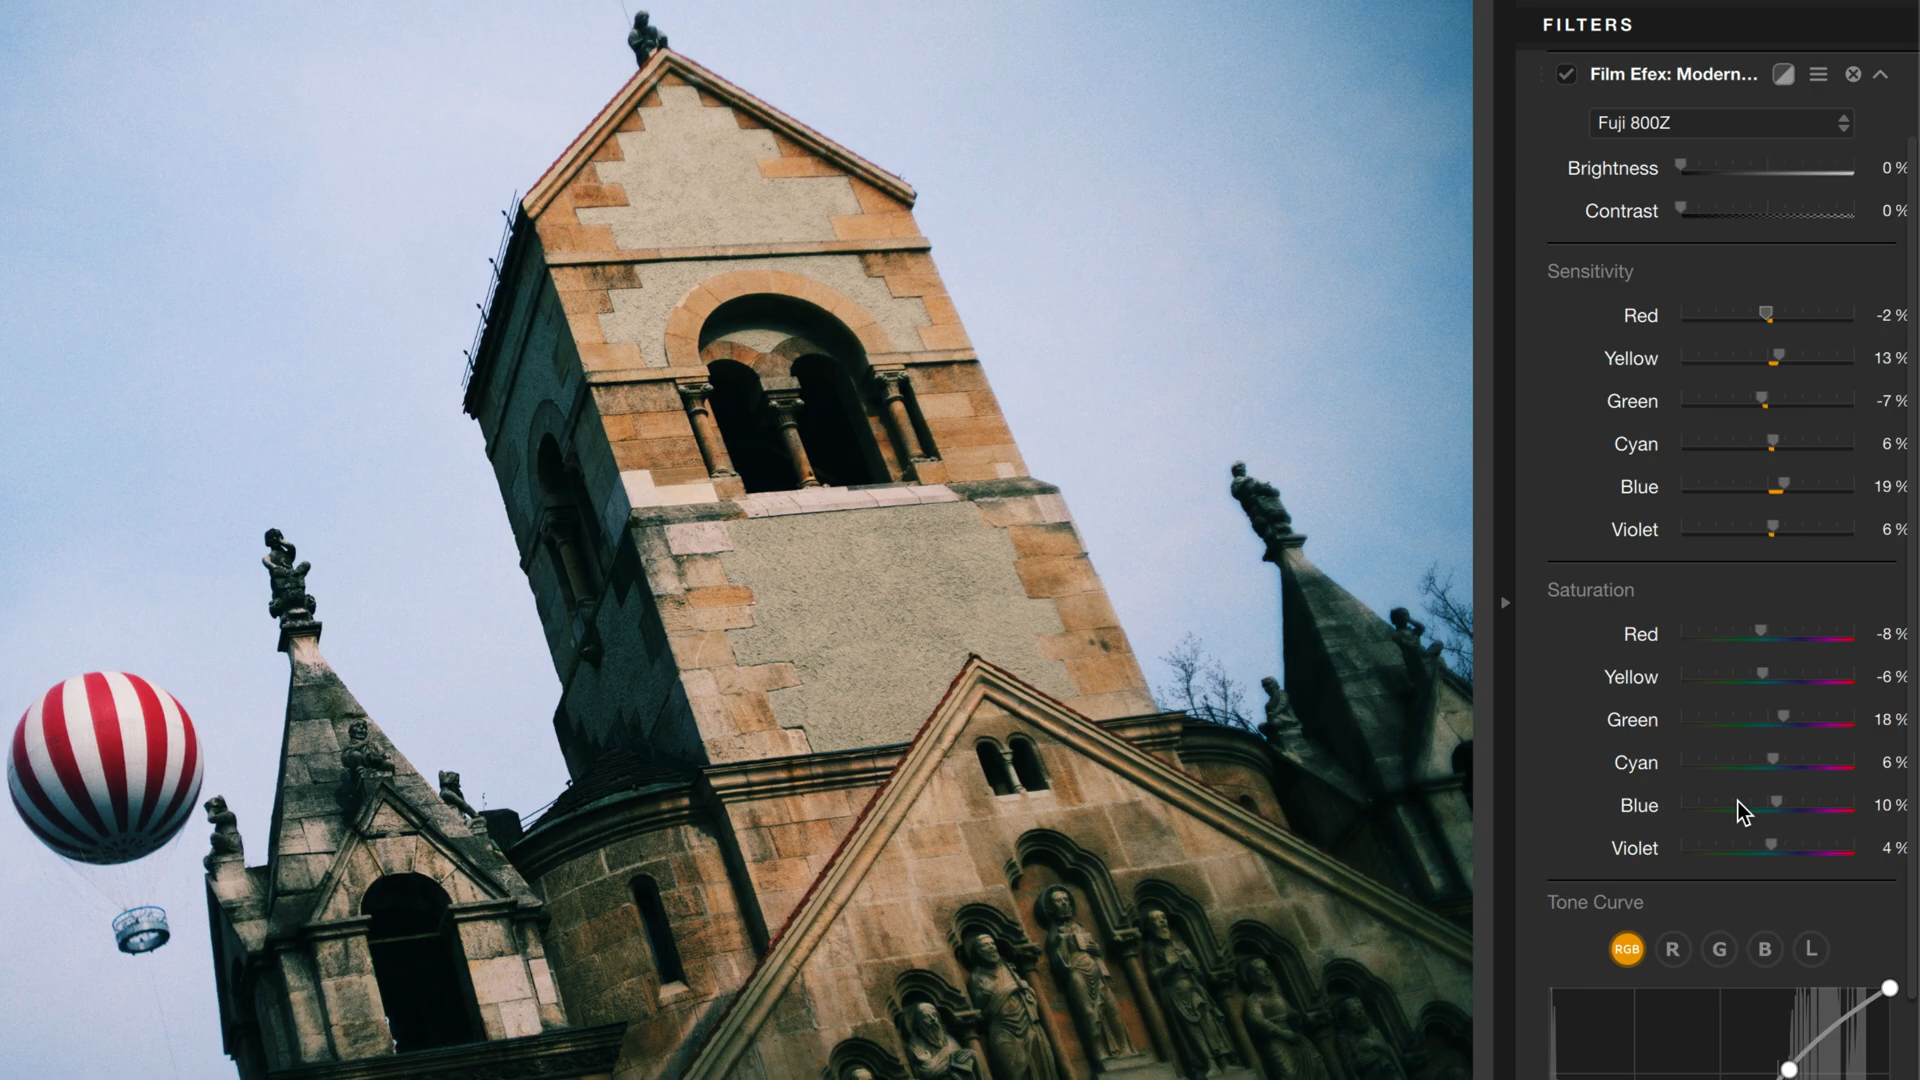 FILTERS
Film Efex: Modern...
Fuji 800Z
Brightness 0 %
Contrast 0 %
Sensitivity
Red -2 %
Yellow 13 %
Green -7 %
Cyan 6 %
Blue 19 %
Violet 6 %
Saturation
Red -8 %
Yellow -6 %
Green 18 %
Cyan 6 %
Blue 10 %
Violet 4 %
Tone Curve
RGB R G B L